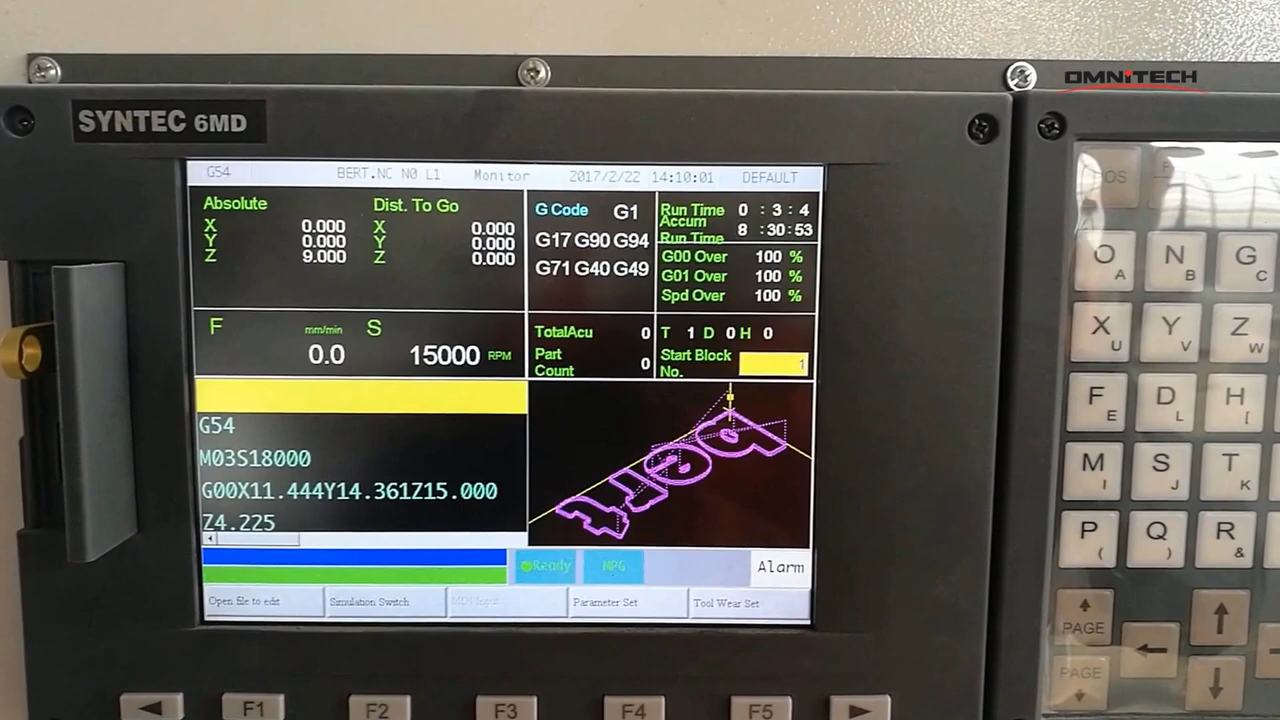 OMNITECH
SYNTEC 6MD
G54 BERT.NC N0 L1 Monitor 2017/2/22 14:10:01 DEFAULT
Absolute Dist. To Go
X 0.000 X 0.000
Y 0.000 Y 0.000
Z 9.000 Z 0.000
G Code G1
G17 G90 G94
G71 G40 G49
Run Time 0 : 3 : 4
Accum
Run Time 8 : 30 : 53
G00 Over 100 %
G01 Over 100 %
Spd Over 100 %
F mm/min S
0.0 15000 RPM
TotalAcu 0
Part
Count 0
T 1 D 0 H 0
Start Block
No. 1
G54
M03S18000
G00X11.444Y14.361Z15.000
Z4.225
Ready MPG Alarm
Open file to edit Simulation Switch MDI Input Parameter Set Tool Wear Set
F1 F2 F3 F4 F5
O A N B G C
X U Y V Z W
F E D L H [
M I S J T K
P ( Q ) R &
PAGE
PAGE